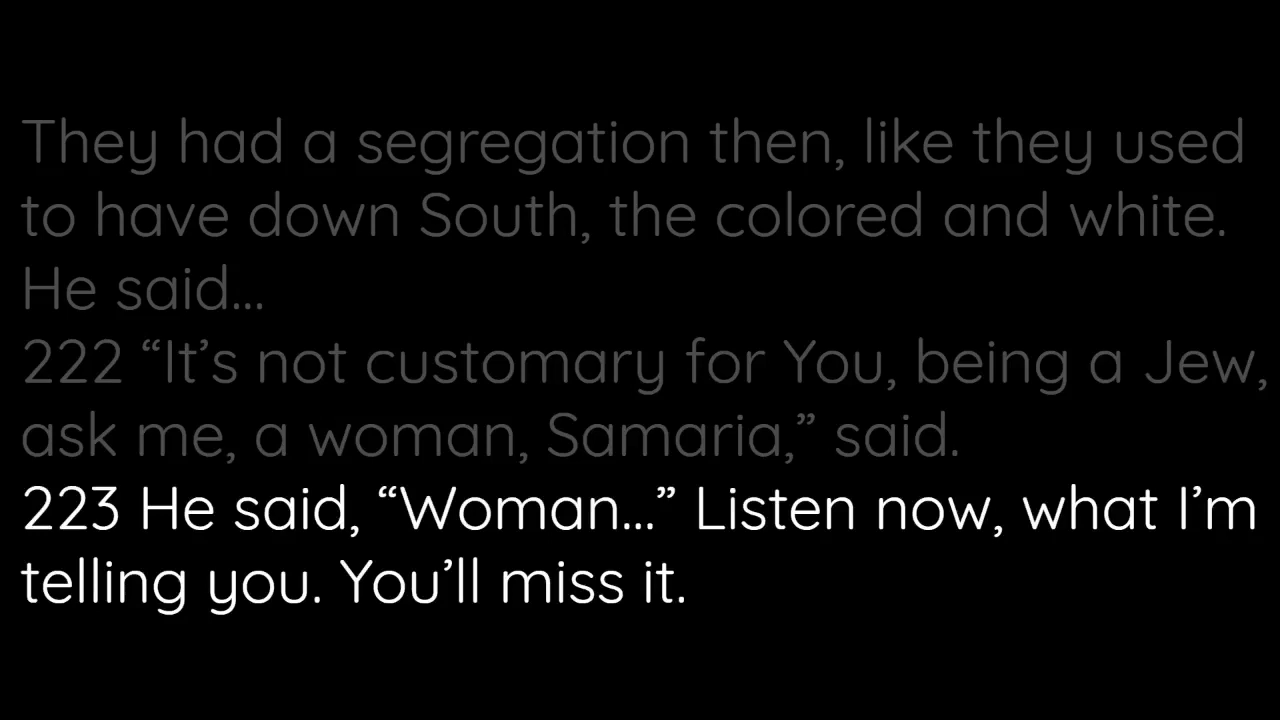 They had a segregation then, like they used
to have down South, the colored and white.
He said...
222 “It’s not customary for You, being a Jew,
ask me, a woman, Samaria,” said.
223 He said, “Woman...” Listen now, what I’m
telling you. You’ll miss it.